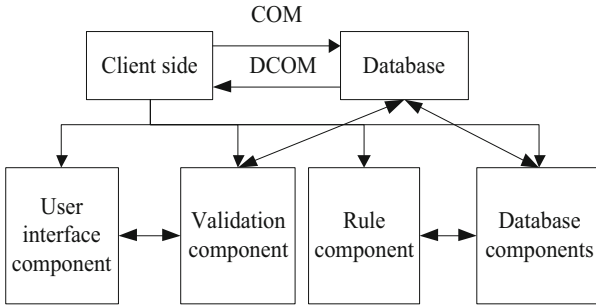 COM
Client side
DCOM
Database
User
interface
component
Validation
component
Rule
component
Database
components